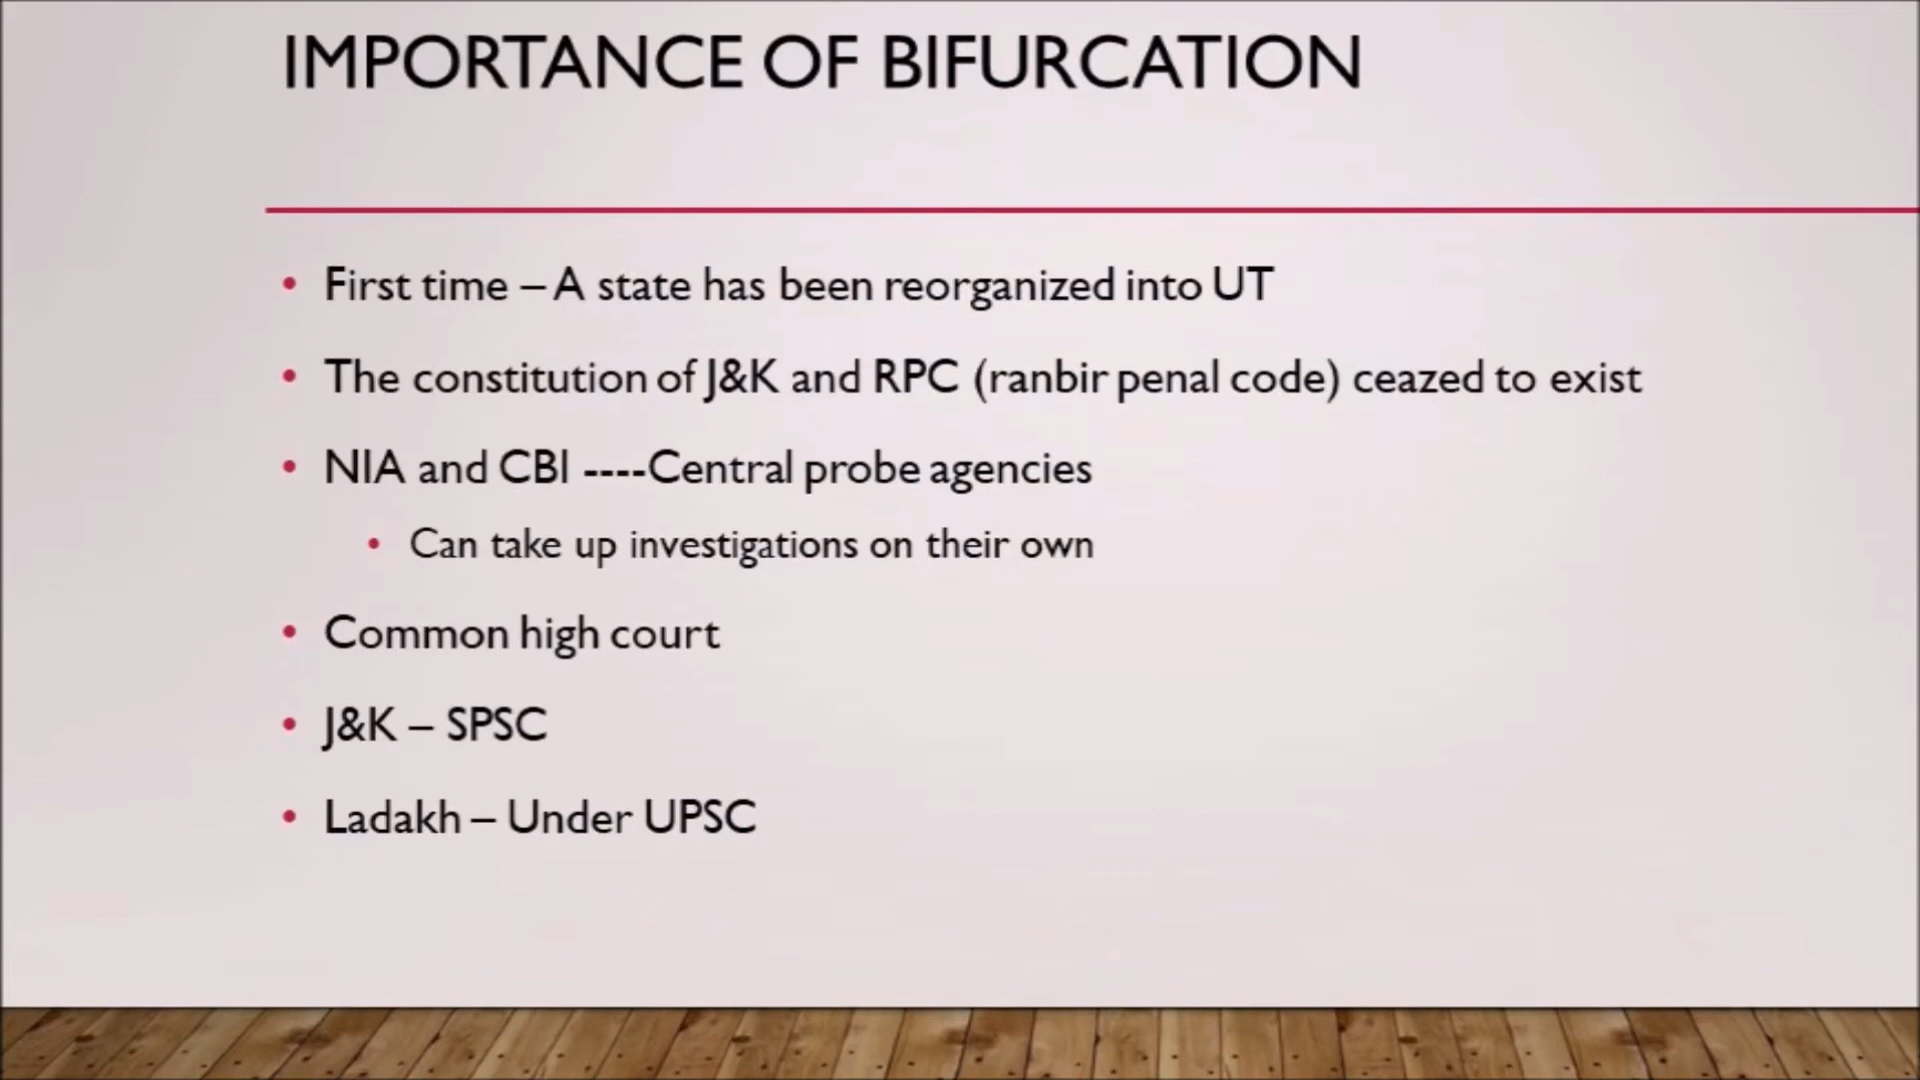 IMPORTANCE OF BIFURCATION
• First time – A state has been reorganized into UT
• The constitution of J&K and RPC (ranbir penal code) ceazed to exist
• NIA and CBI ----Central probe agencies
• Can take up investigations on their own
• Common high court
• J&K – SPSC
• Ladakh – Under UPSC